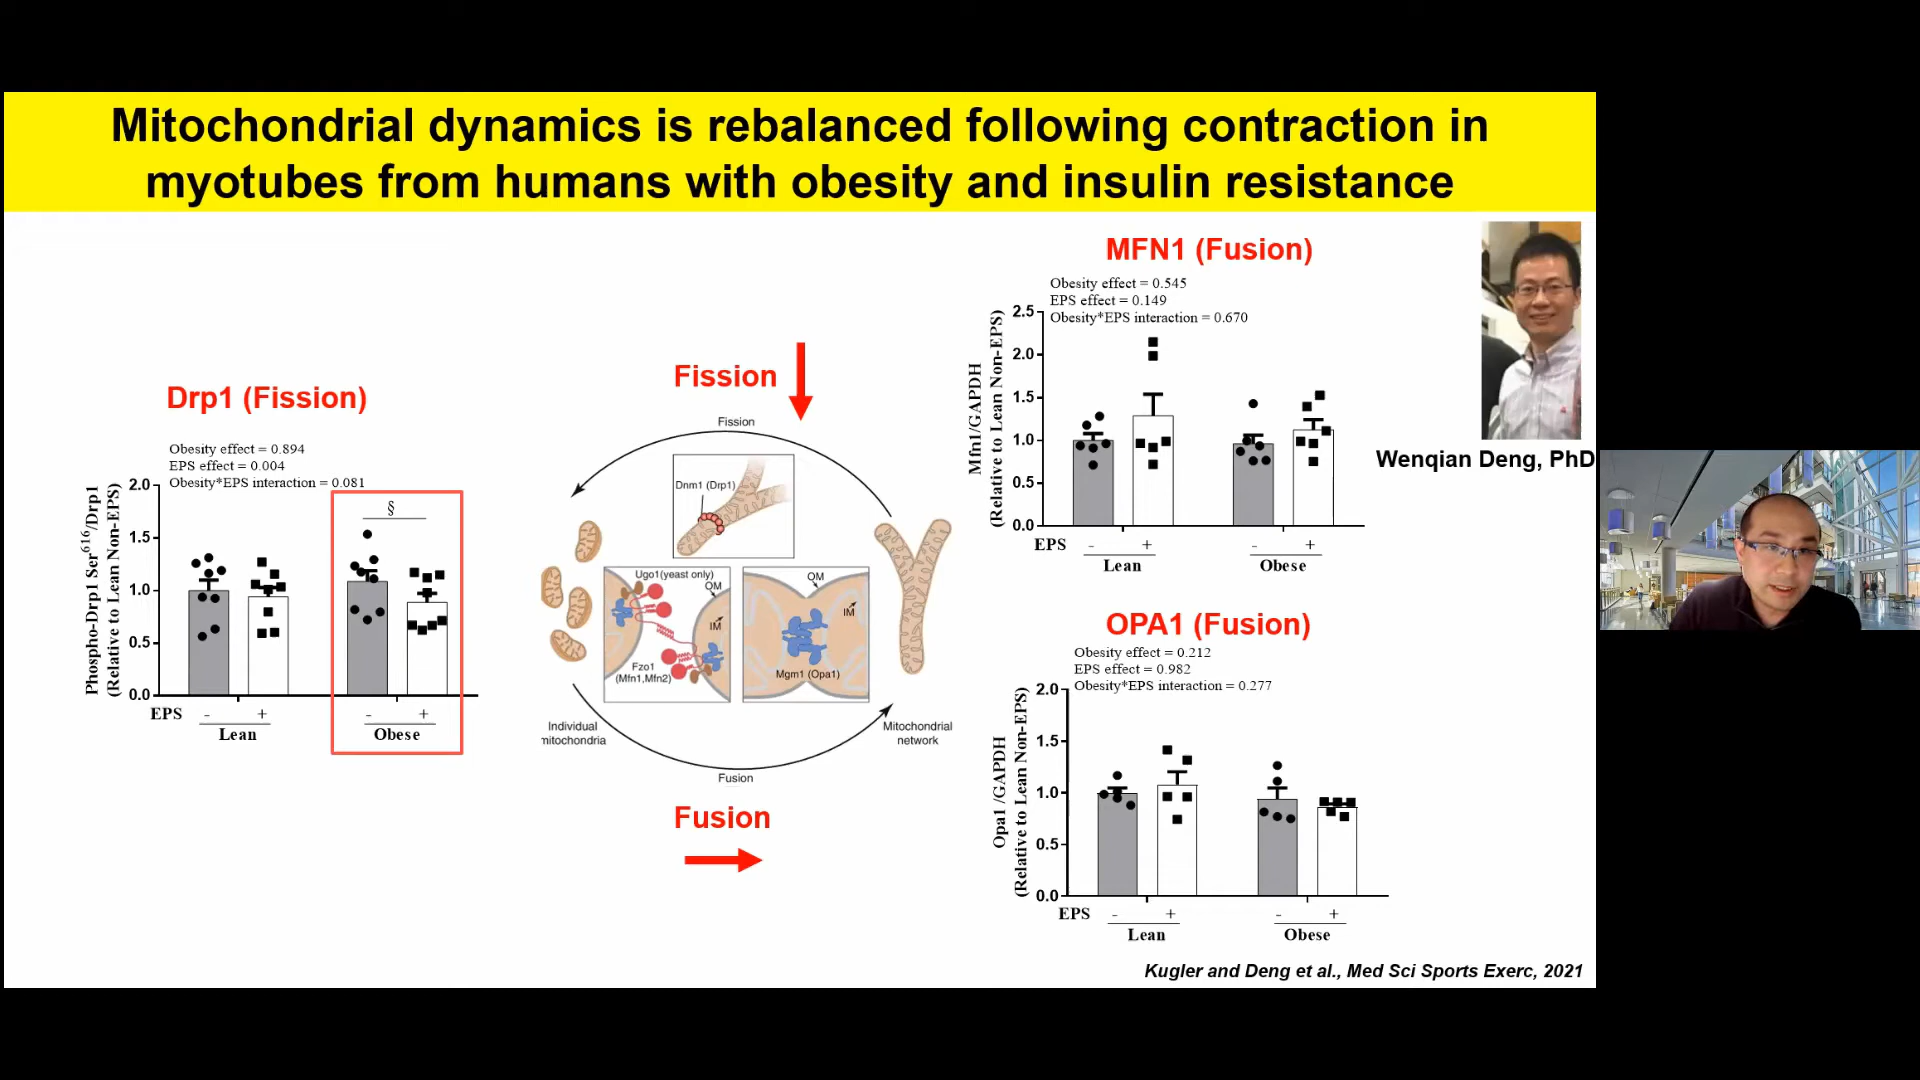 Mitochondrial dynamics is rebalanced following contraction in
myotubes from humans with obesity and insulin resistance
Drp1 (Fission)
Obesity effect = 0.894
EPS effect = 0.004
Obesity*EPS interaction = 0.081
Phospho-Drp1 Ser616/Drp1
(Relative to Lean Non-EPS)
2.0
1.5
1.0
0.5
0.0
§
EPS - + - +
Lean Obese
Fission
Fission
Dnm1 (Drp1)
Ugo1(yeast only)
OM
IM
Fzo1
(Mfn1,Mfn2)
OM
IM
Mgm1 (Opa1)
Individual
mitochondria
Mitochondrial
network
Fusion
Fusion
MFN1 (Fusion)
Obesity effect = 0.545
EPS effect = 0.149
Obesity*EPS interaction = 0.670
Mfn1/GAPDH
(Relative to Lean Non-EPS)
2.5
2.0
1.5
1.0
0.5
0.0
EPS - + - +
Lean Obese
Wenqian Deng, PhD
OPA1 (Fusion)
Obesity effect = 0.212
EPS effect = 0.982
Obesity*EPS interaction = 0.277
Opa1 /GAPDH
(Relative to Lean Non-EPS)
2.0
1.5
1.0
0.5
0.0
EPS - + - +
Lean Obese
Kugler and Deng et al., Med Sci Sports Exerc, 2021